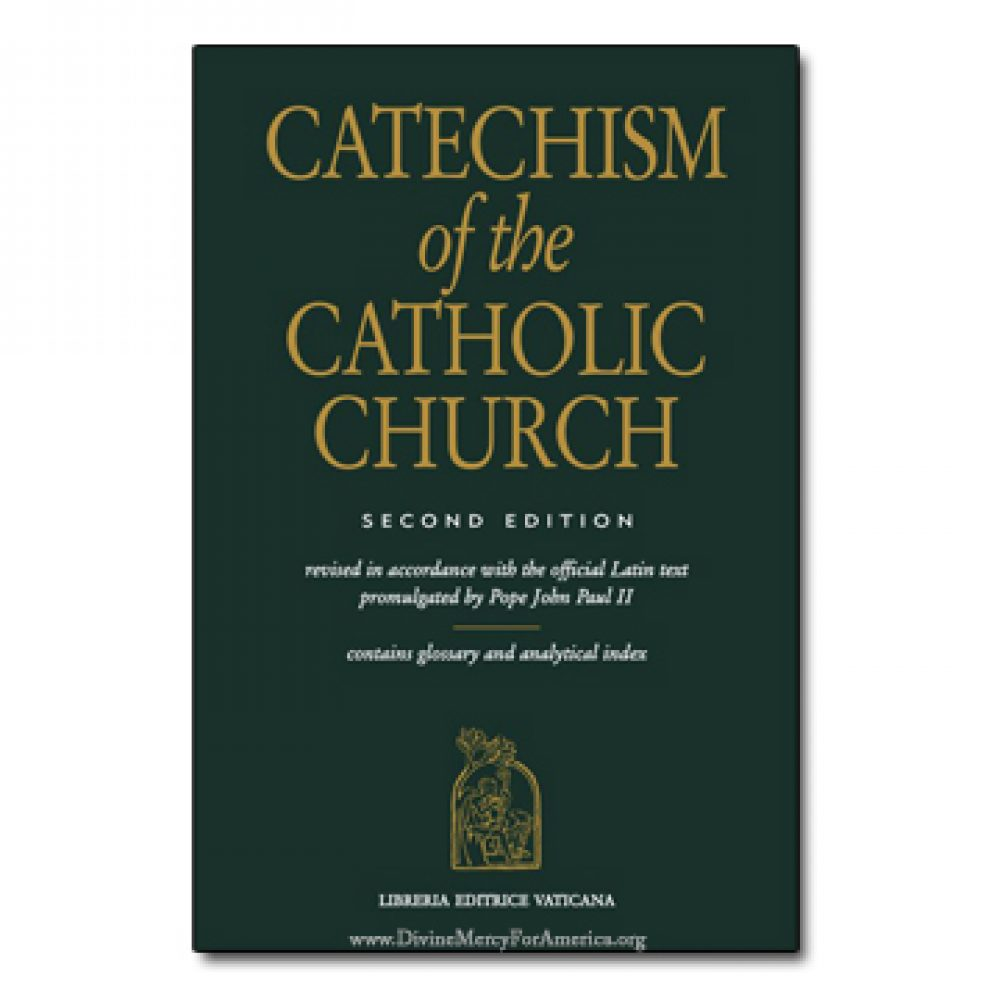 CATECHISM
of the
CATHOLIC
CHURCH
SECOND EDITION
revised in accordance with the official Latin text
promulgated by Pope John Paul II
contains glossary and analytical index
LIBRERIA EDITRICE VATICANA
www.DivineMercyForAmerica.org